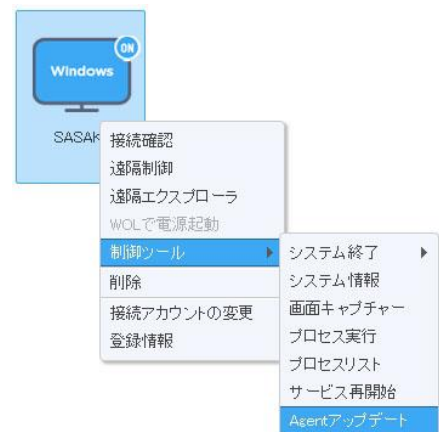 ON
Windows
SASAK
接続確認
遠隔制御
遠隔エクスプローラ
WOLで電源起動
制御ツール
削除
接続アカウントの変更
登録情報
システム終了
システム情報
画面キャプチャー
プロセス実行
プロセスリスト
サービス再開始
Agentアップデート